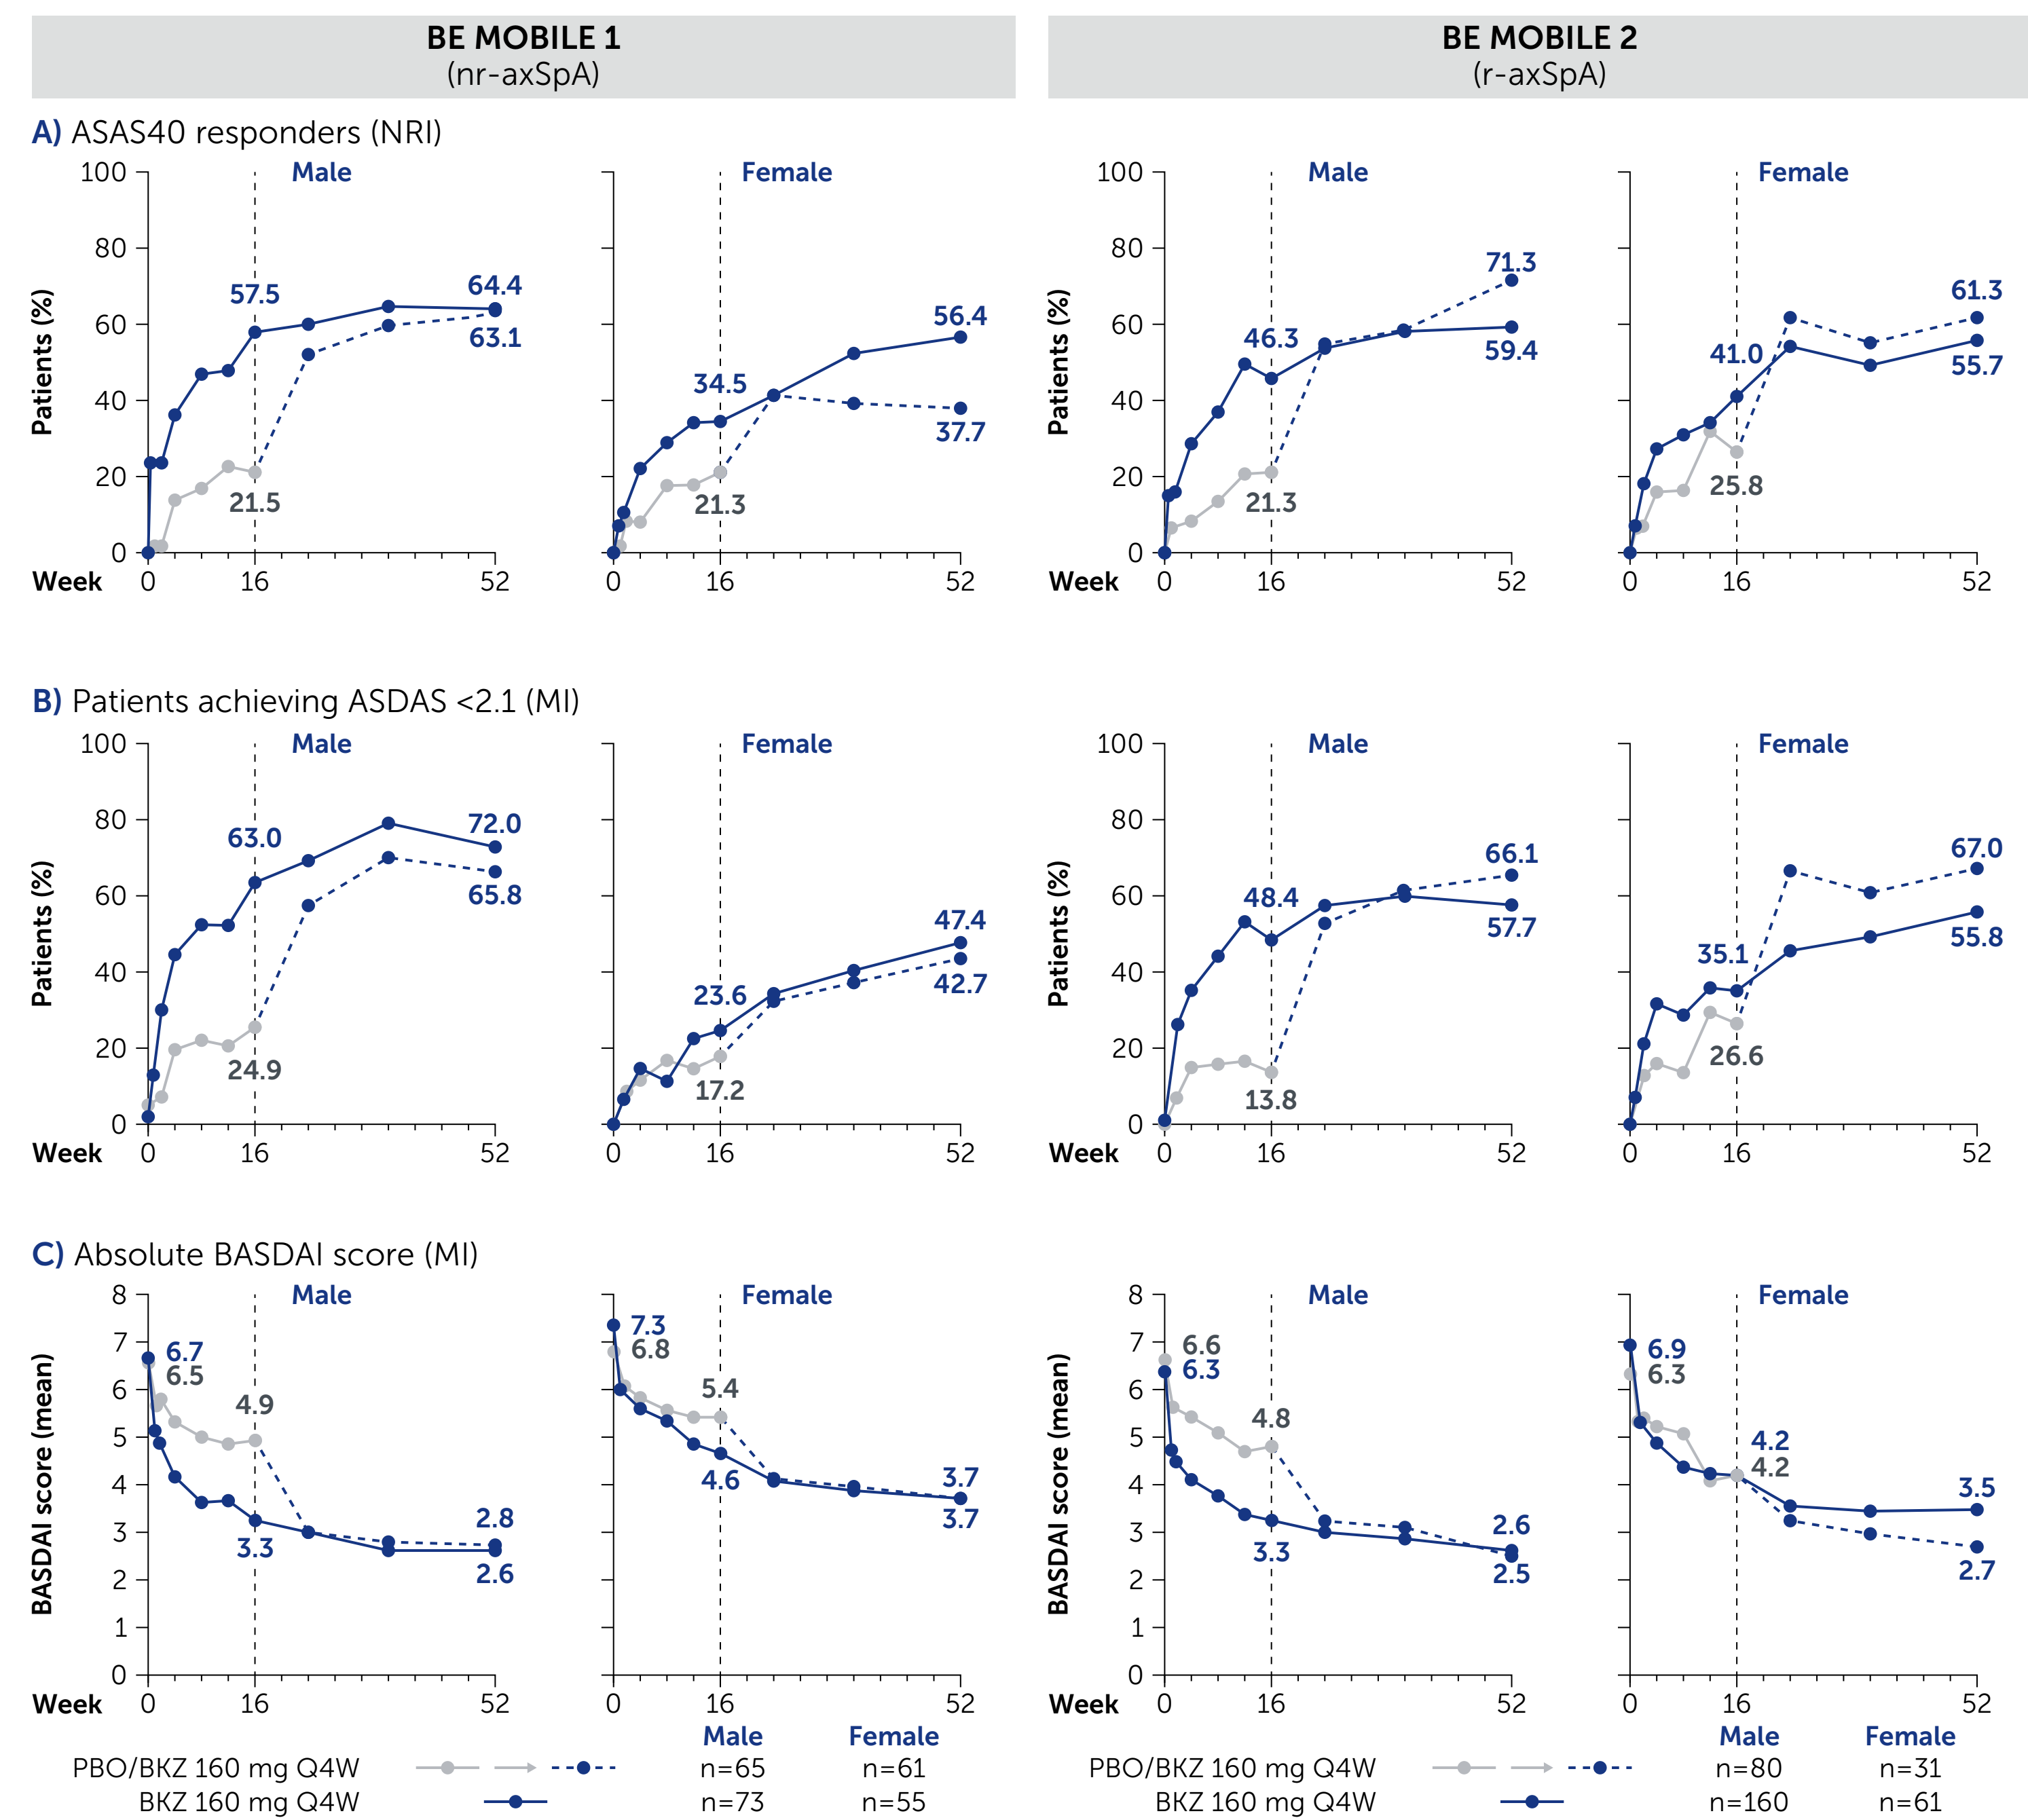 BE MOBILE 1
(nr-axSpA)
BE MOBILE 2
(r-axSpA)
A) ASAS40 responders (NRI)
Male
Female
Male
Female
Patients (%)
100
80
60
40
20
0
57.5
64.4
63.1
21.5
Week 0 16 52
34.5
56.4
37.7
21.3
0 16 52
Patients (%)
100
80
60
40
20
0
46.3
71.3
59.4
21.3
Week 0 16 52
41.0
61.3
55.7
25.8
0 16 52
B) Patients achieving ASDAS <2.1 (MI)
Male
Female
Male
Female
Patients (%)
100
80
60
40
20
0
63.0
72.0
65.8
24.9
Week 0 16 52
23.6
47.4
42.7
17.2
0 16 52
Patients (%)
100
80
60
40
20
0
48.4
66.1
57.7
13.8
Week 0 16 52
35.1
67.0
55.8
26.6
0 16 52
C) Absolute BASDAI score (MI)
Male
Female
Male
Female
BASDAI score (mean)
8
7
6
5
4
3
2
1
0
6.7
6.5
4.9
3.3
2.8
2.6
Week 0 16 52
7.3
6.8
5.4
4.6
3.7
3.7
0 16 52
BASDAI score (mean)
8
7
6
5
4
3
2
1
0
6.6
6.3
4.8
3.3
2.6
2.5
Week 0 16 52
6.9
6.3
4.2
4.2
3.5
2.7
0 16 52
Male Female
PBO/BKZ 160 mg Q4W n=65 n=61
BKZ 160 mg Q4W n=73 n=55
Male Female
PBO/BKZ 160 mg Q4W n=80 n=31
BKZ 160 mg Q4W n=160 n=61